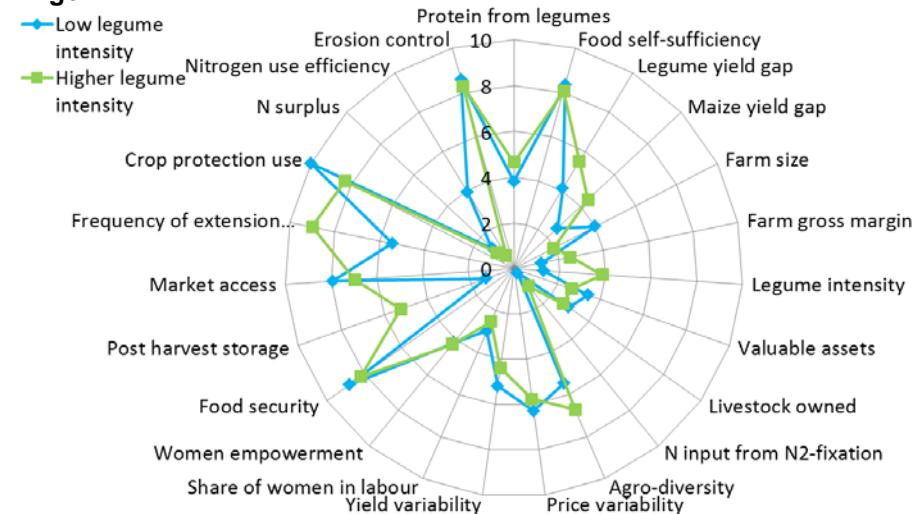 Low legume
intensity
Higher legume
intensity
Protein from legumes
Food self-sufficiency
Legume yield gap
Maize yield gap
Farm size
Farm gross margin
Legume intensity
Valuable assets
Livestock owned
N input from N2-fixation
Agro-diversity
Price variability
Yield variability
Share of women in labour
Women empowerment
Food security
Post harvest storage
Market access
Frequency of extension...
Crop protection use
N surplus
Nitrogen use efficiency
Erosion control
10
8
6
4
2
0